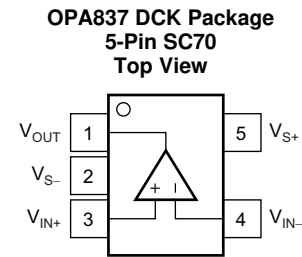 OPA837 DCK Package
5-Pin SC70
Top View
VOUT 1 5 VS+
VS– 2
VIN+ 3 + – 4 VIN–